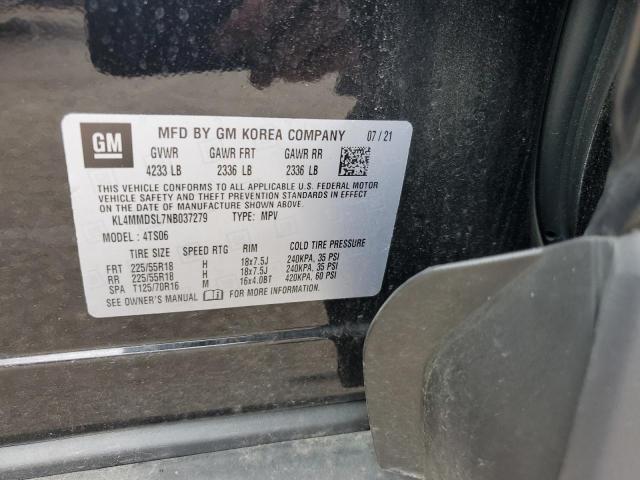 GM MFD BY GM KOREA COMPANY 07/21
GVWR GAWR FRT GAWR RR
4233 LB 2336 LB 2336 LB
THIS VEHICLE CONFORMS TO ALL APPLICABLE U.S. FEDERAL MOTOR
VEHICLE SAFETY AND THEFT PREVENTION STANDARDS IN EFFECT
ON THE DATE OF MANUFACTURE SHOWN ABOVE.
KL4MMDSL7NB037279 TYPE: MPV
MODEL: 4TS06
TIRE SIZE SPEED RTG RIM COLD TIRE PRESSURE
FRT 225/55R18 H 18x7.5J 240KPA, 35 PSI
RR 225/55R18 H 18x7.5J 240KPA, 35 PSI
SPA T125/70R16 M 16x4.0BT 420KPA, 60 PSI
SEE OWNER'S MANUAL FOR MORE INFORMATION.